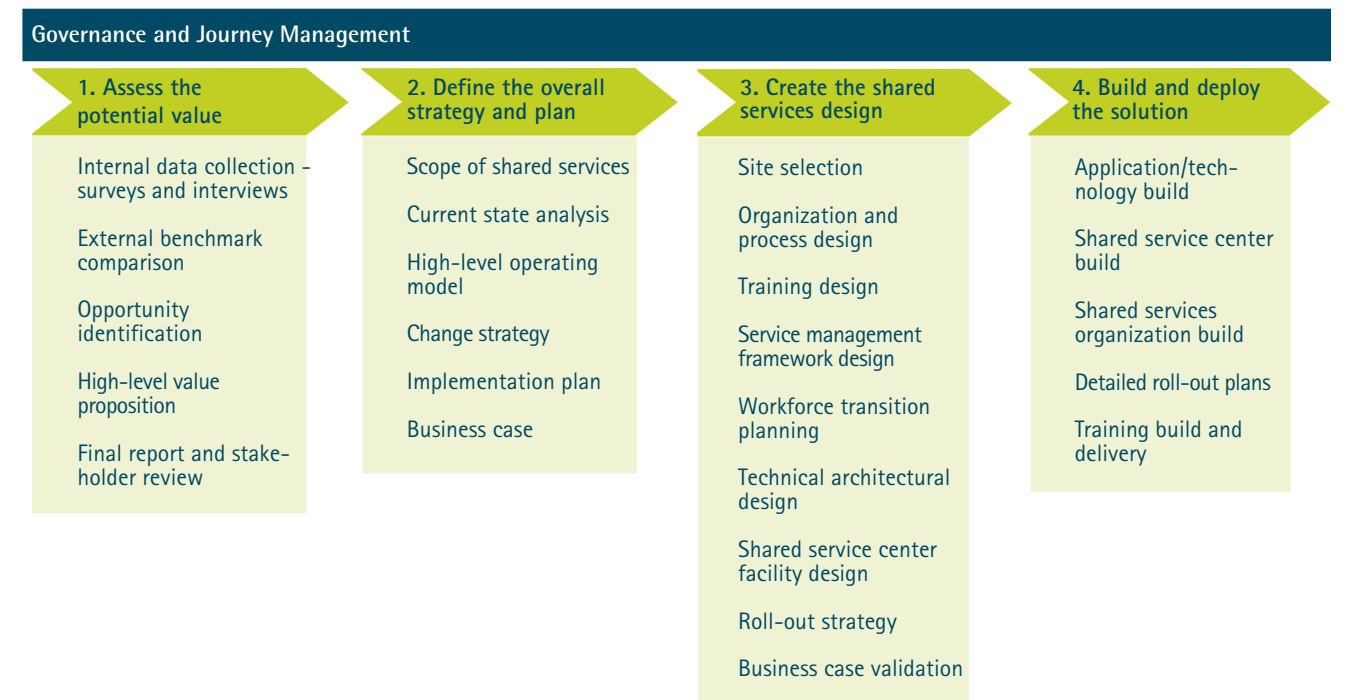 Governance and Journey Management
1. Assess the
potential value
Internal data collection -
surveys and interviews
External benchmark
comparison
Opportunity
identification
High-level value
proposition
Final report and stake-
holder review
2. Define the overall
strategy and plan
Scope of shared services
Current state analysis
High-level operating
model
Change strategy
Implementation plan
Business case
3. Create the shared
services design
Site selection
Organization and
process design
Training design
Service management
framework design
Workforce transition
planning
Technical architectural
design
Shared service center
facility design
Roll-out strategy
Business case validation
4. Build and deploy
the solution
Application/tech-
nology build
Shared service center
build
Shared services
organization build
Detailed roll-out plans
Training build and
delivery